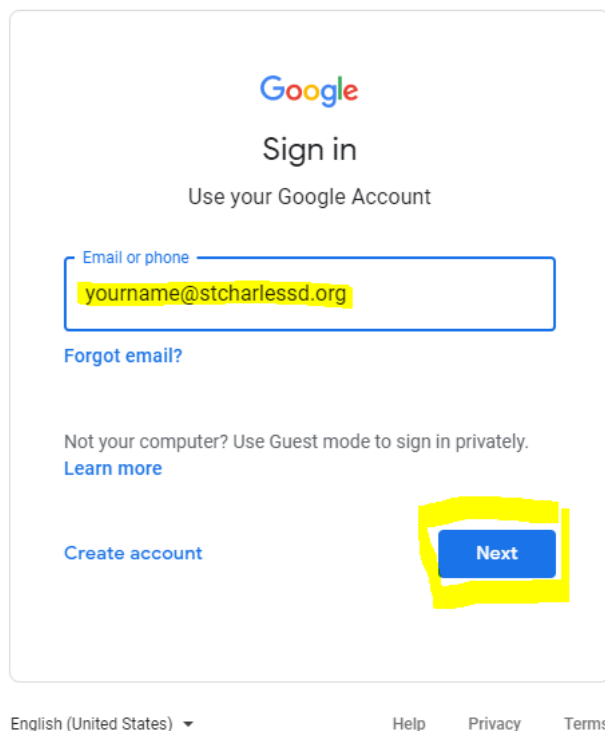 Google
Sign in
Use your Google Account
Email or phone
yourname@stcharlessd.org
Forgot email?
Not your computer? Use Guest mode to sign in privately.
Learn more
Create account
Next
English (United States)
Help Privacy Terms